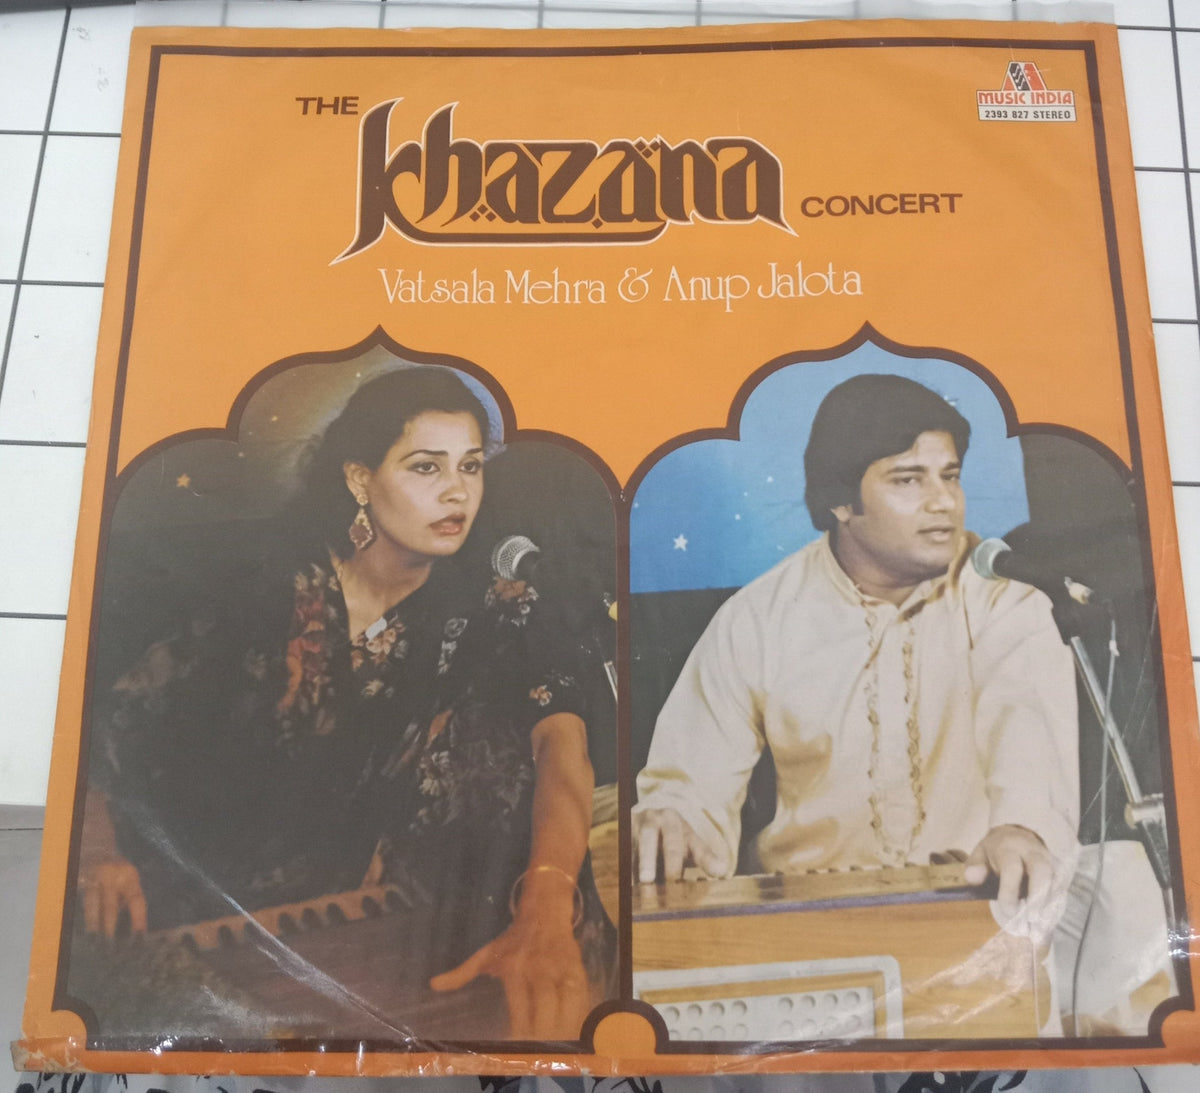 THE Khazana CONCERT
Vatsala Mehra & Anup Jalota
MUSIC INDIA
2393 827 STEREO